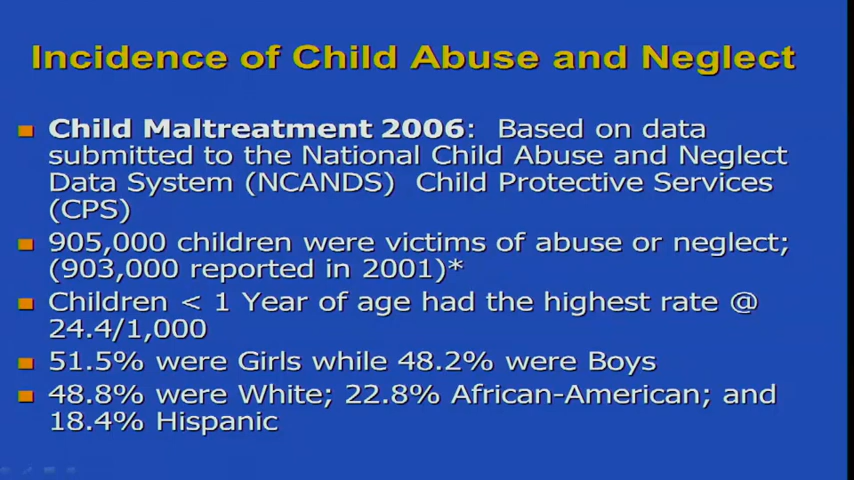 Incidence of Child Abuse and Neglect
Child Maltreatment 2006: Based on data
submitted to the National Child Abuse and Neglect
Data System (NCANDS) Child Protective Services
(CPS)
905,000 children were victims of abuse or neglect;
(903,000 reported in 2001)*
Children < 1 Year of age had the highest rate @
24.4/1,000
51.5% were Girls while 48.2% were Boys
48.8% were White; 22.8% African-American; and
18.4% Hispanic